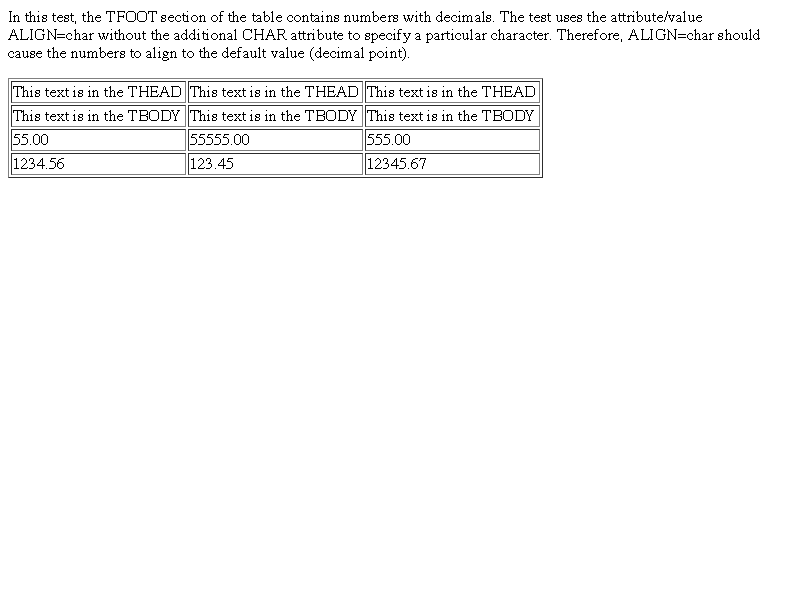 In this test, the TFOOT section of the table contains numbers with decimals. The test uses the attribute/value
ALIGN=char without the additional CHAR attribute to specify a particular character. Therefore, ALIGN=char should
cause the numbers to align to the default value (decimal point).
This text is in the THEAD This text is in the THEAD This text is in the THEAD
This text is in the TBODY This text is in the TBODY This text is in the TBODY
55.00 55555.00 555.00
1234.56 123.45 12345.67